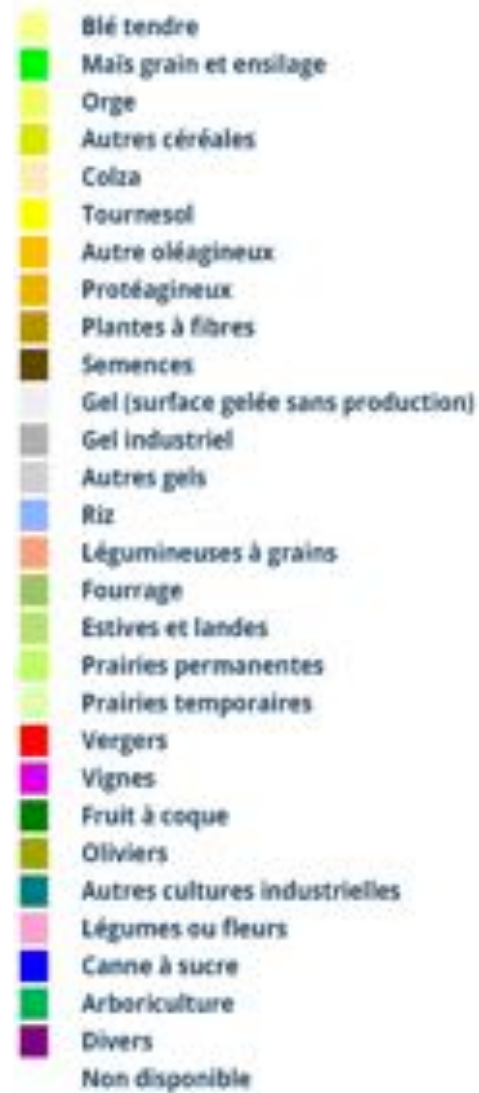 Blé tendre
Maïs grain et ensilage
Orge
Autres céréales
Colza
Tournesol
Autre oléagineux
Protéagineux
Plantes à fibres
Semences
Gel (surface gelée sans production)
Gel industriel
Autres gels
Riz
Légumineuses à grains
Fourrage
Estives et landes
Prairies permanentes
Prairies temporaires
Vergers
Vignes
Fruit à coque
Oliviers
Autres cultures industrielles
Légumes ou fleurs
Canne à sucre
Arboriculture
Divers
Non disponible